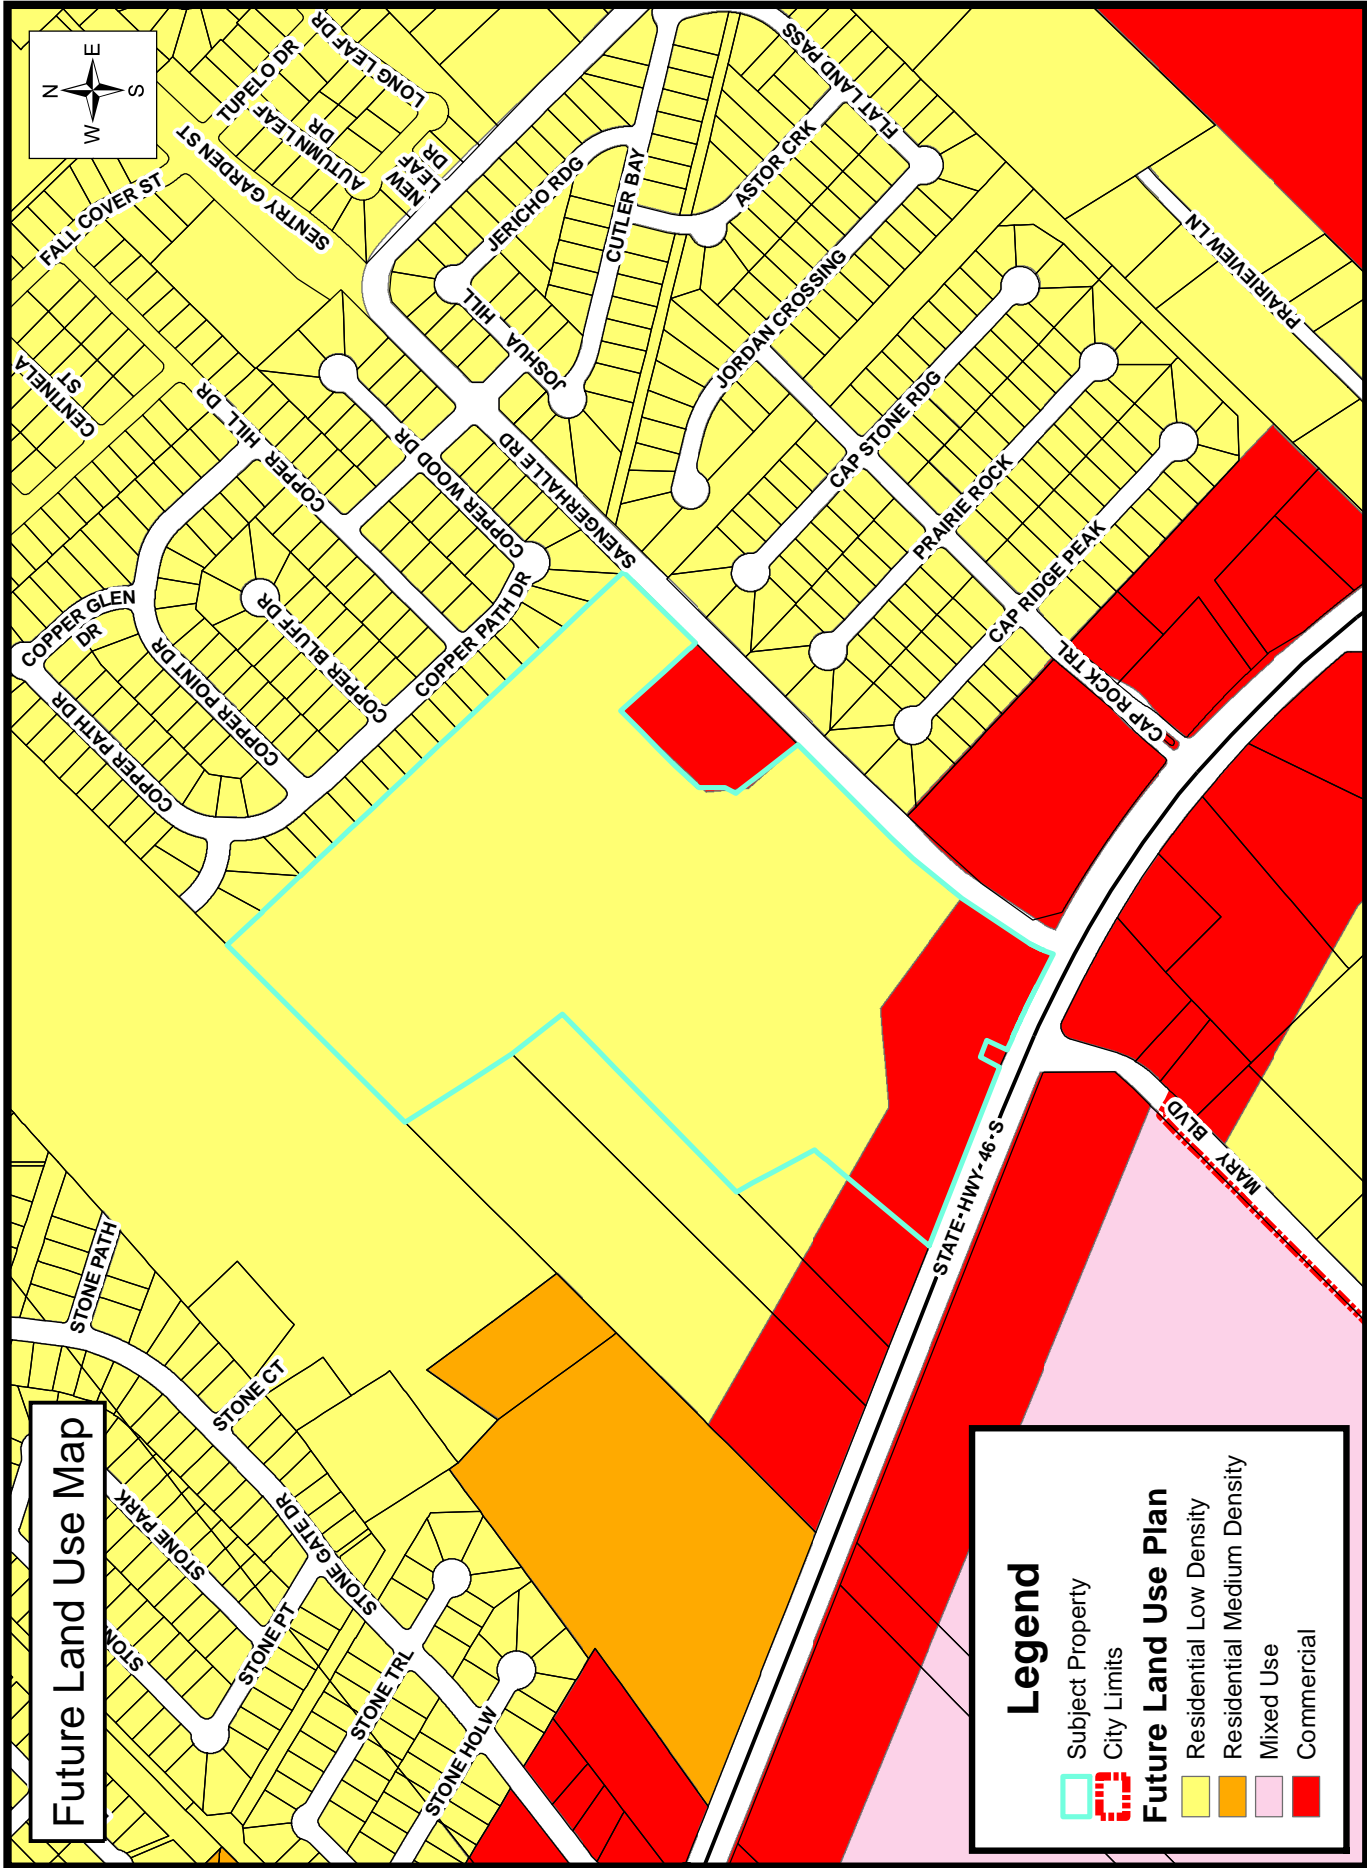 Future Land Use Map
N
W
E
S
STONE PARK
STONE PT
STONE TRL
STONE HOLW
STONE GATE DR
STONE
STONE CT
STONE PATH
COPPER GLEN
DR
COPPER PATH DR
COPPER POINT DR
COPPER BLUFF DR
COPPER PATH DR
COPPER
HILL DR
COPPER WOOD DR
COPPER
CENTINELA
ST
FALL COVER ST
SENTRY GARDEN ST
TUPELO DR
AUTUMN LEAF
DR
LONG LEAF DR
NEW
LEAF
DR
SAENGERHALLE RD
JERICHO RDG
JOSHUA
HILL
CUTLER BAY
ASTOR CRK
FLAT LAND PASS
JORDAN CROSSING
CAP STONE RDG
PRAIRIE ROCK
CAP RIDGE PEAK
CAP ROCK TRL
PRAIRIEVIEW LN
STATE HWY 46 S
MARY
BLVD
Legend
Subject Property
City Limits
Future Land Use Plan
Residential Low Density
Residential Medium Density
Mixed Use
Commercial